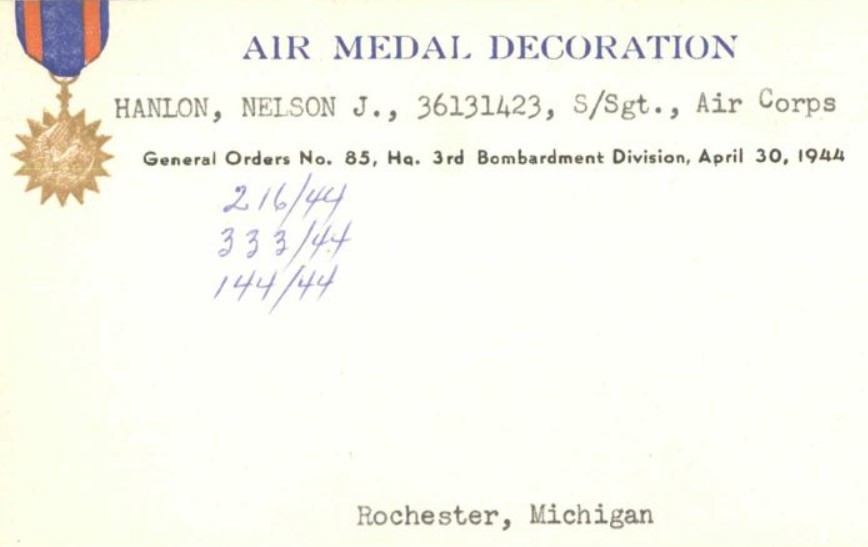 AIR MEDAL DECORATION
HANLON, NELSON J., 36131423, S/Sgt., Air Corps
General Orders No. 85, Hq. 3rd Bombardment Division, April 30, 1944
216/44
333/44
144/44
Rochester, Michigan